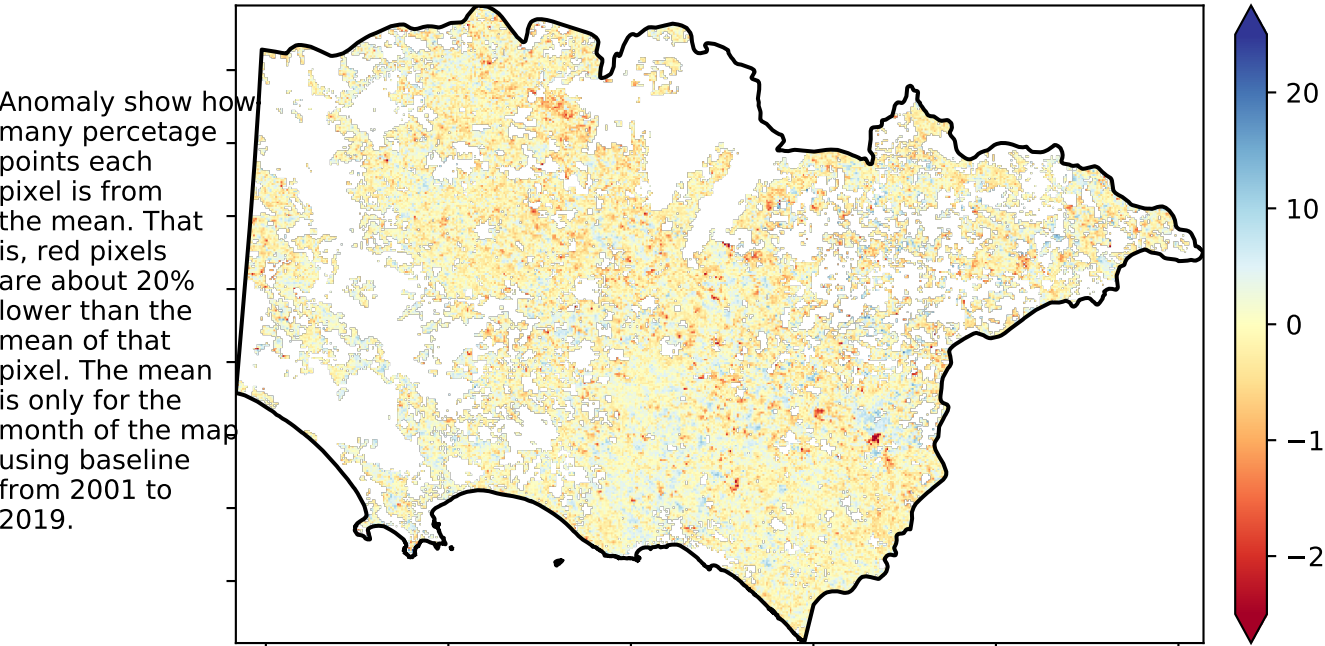 Anomaly show how
many percetage
points each
pixel is from
the mean. That
is, red pixels
are about 20%
lower than the
mean of that
pixel. The mean
is only for the
month of the map
using baseline
from 2001 to
2019.
20
10
0
−1
−2